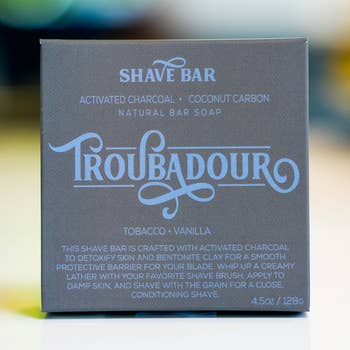 SHAVE BAR
ACTIVATED CHARCOAL • COCONUT CARBON
NATURAL BAR SOAP
TROUBADOUR
TOBACCO • VANILLA
THIS SHAVE BAR IS CRAFTED WITH ACTIVATED CHARCOAL
TO DETOXIFY SKIN AND BENTONITE CLAY FOR A SMOOTH
PROTECTIVE BARRIER FOR YOUR BLADE. WHIP UP A CREAMY
LATHER WITH YOUR FAVORITE SHAVE BRUSH, APPLY TO
DAMP SKIN, AND SHAVE WITH THE GRAIN FOR A CLOSE,
CONDITIONING SHAVE.
4.5oz / 128G